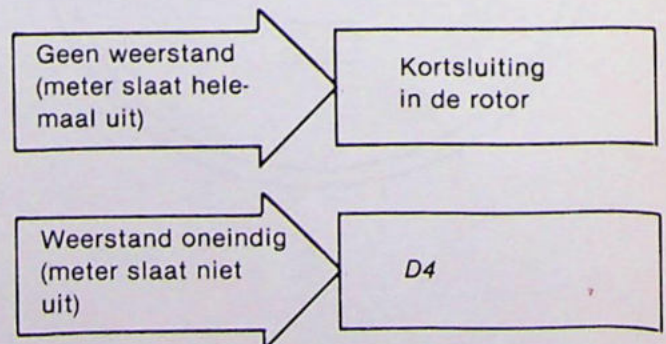 Geen weerstand
(meter slaat hele-
maal uit)
Kortsluiting
in de rotor
Weerstand oneindig
(meter slaat niet
uit)
D4